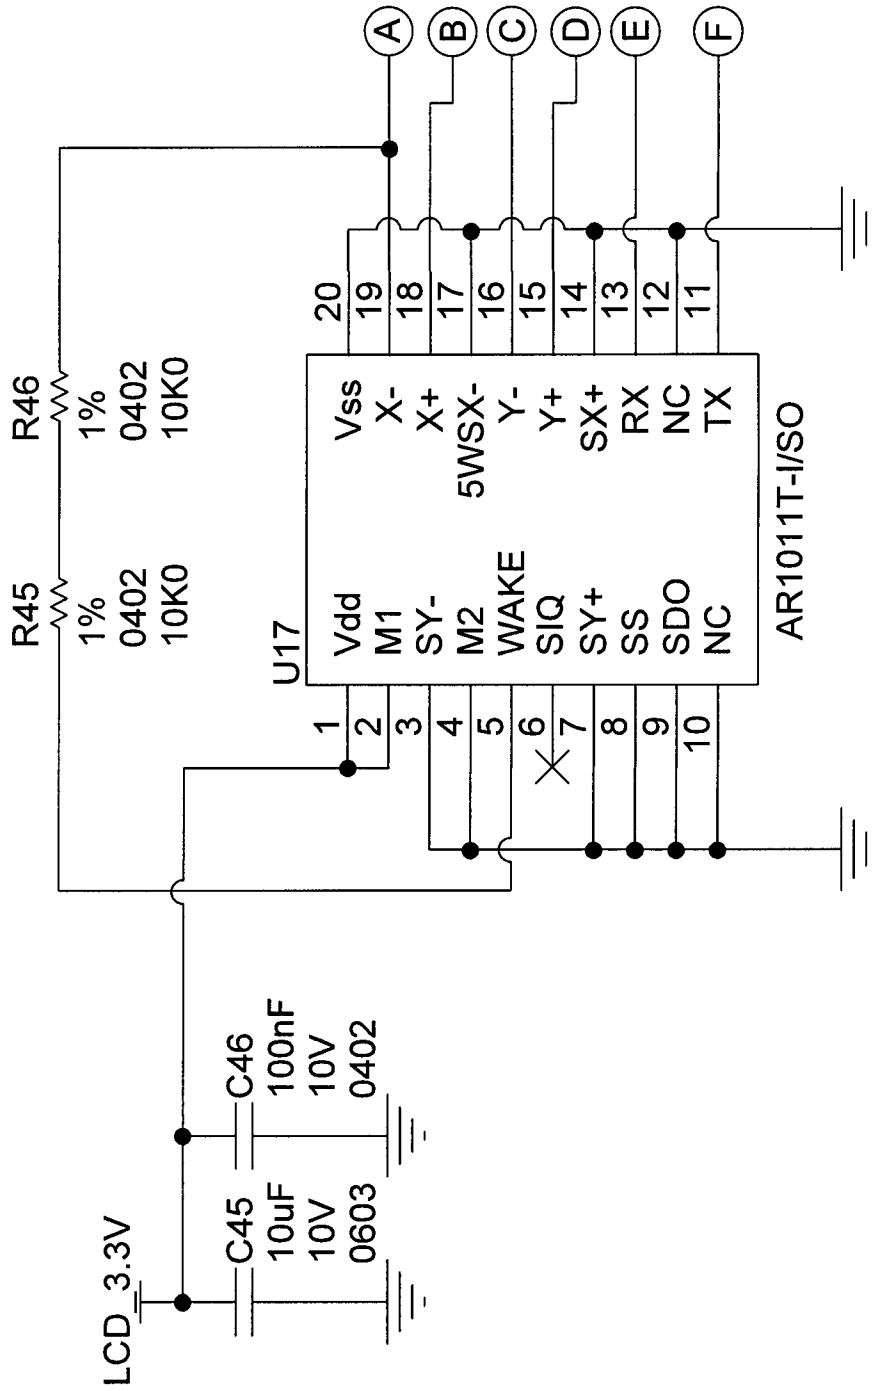 LCD_3.3V
C45
10uF
10V
0603
C46
100nF
10V
0402
R45
1%
0402
10K0
R46
1%
0402
10K0
U17
1
2
3
4
5
6
7
8
9
10
Vdd
M1
SY-
M2
WAKE
SIQ
SY+
SS
SDO
NC
Vss
X-
X+
5WSX-
Y-
Y+
SX+
RX
NC
TX
20
19
18
17
16
15
14
13
12
11
AR1011T-I/SO
A
B
C
D
E
F